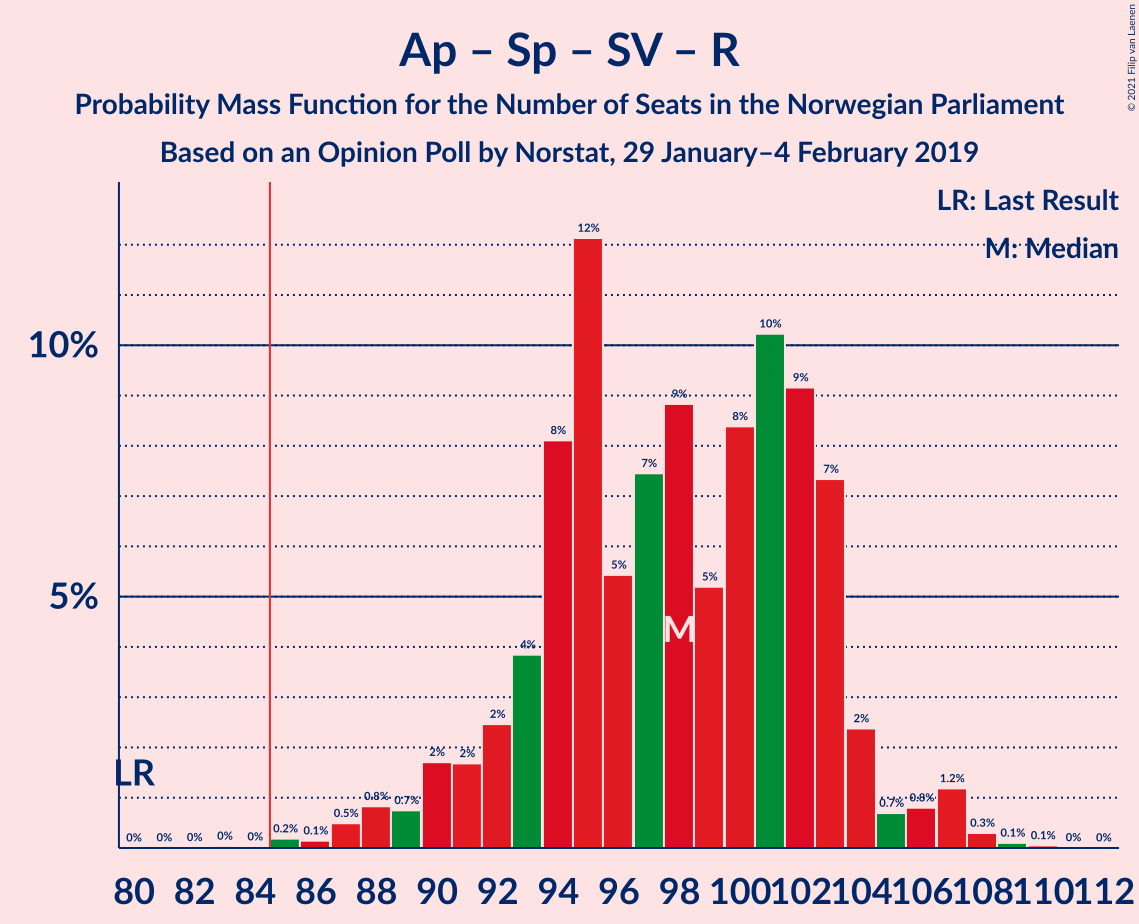 Ap – Sp – SV – R
Probability Mass Function for the Number of Seats in the Norwegian Parliament
Based on an Opinion Poll by Norstat, 29 January–4 February 2019
© 2021 Filip van Laenen
LR: Last Result
M: Median
10%
5%
LR
M
0% 0% 0% 0% 0% 0.2% 0.1% 0.5% 0.8% 0.7% 2% 2% 2% 4% 8% 12% 5% 7% 9% 5% 8% 10% 9% 7% 2% 0.7% 0.8% 1.2% 0.3% 0.1% 0.1% 0% 0%
80 82 84 86 88 90 92 94 96 98 100 102 104 106 108 110 112